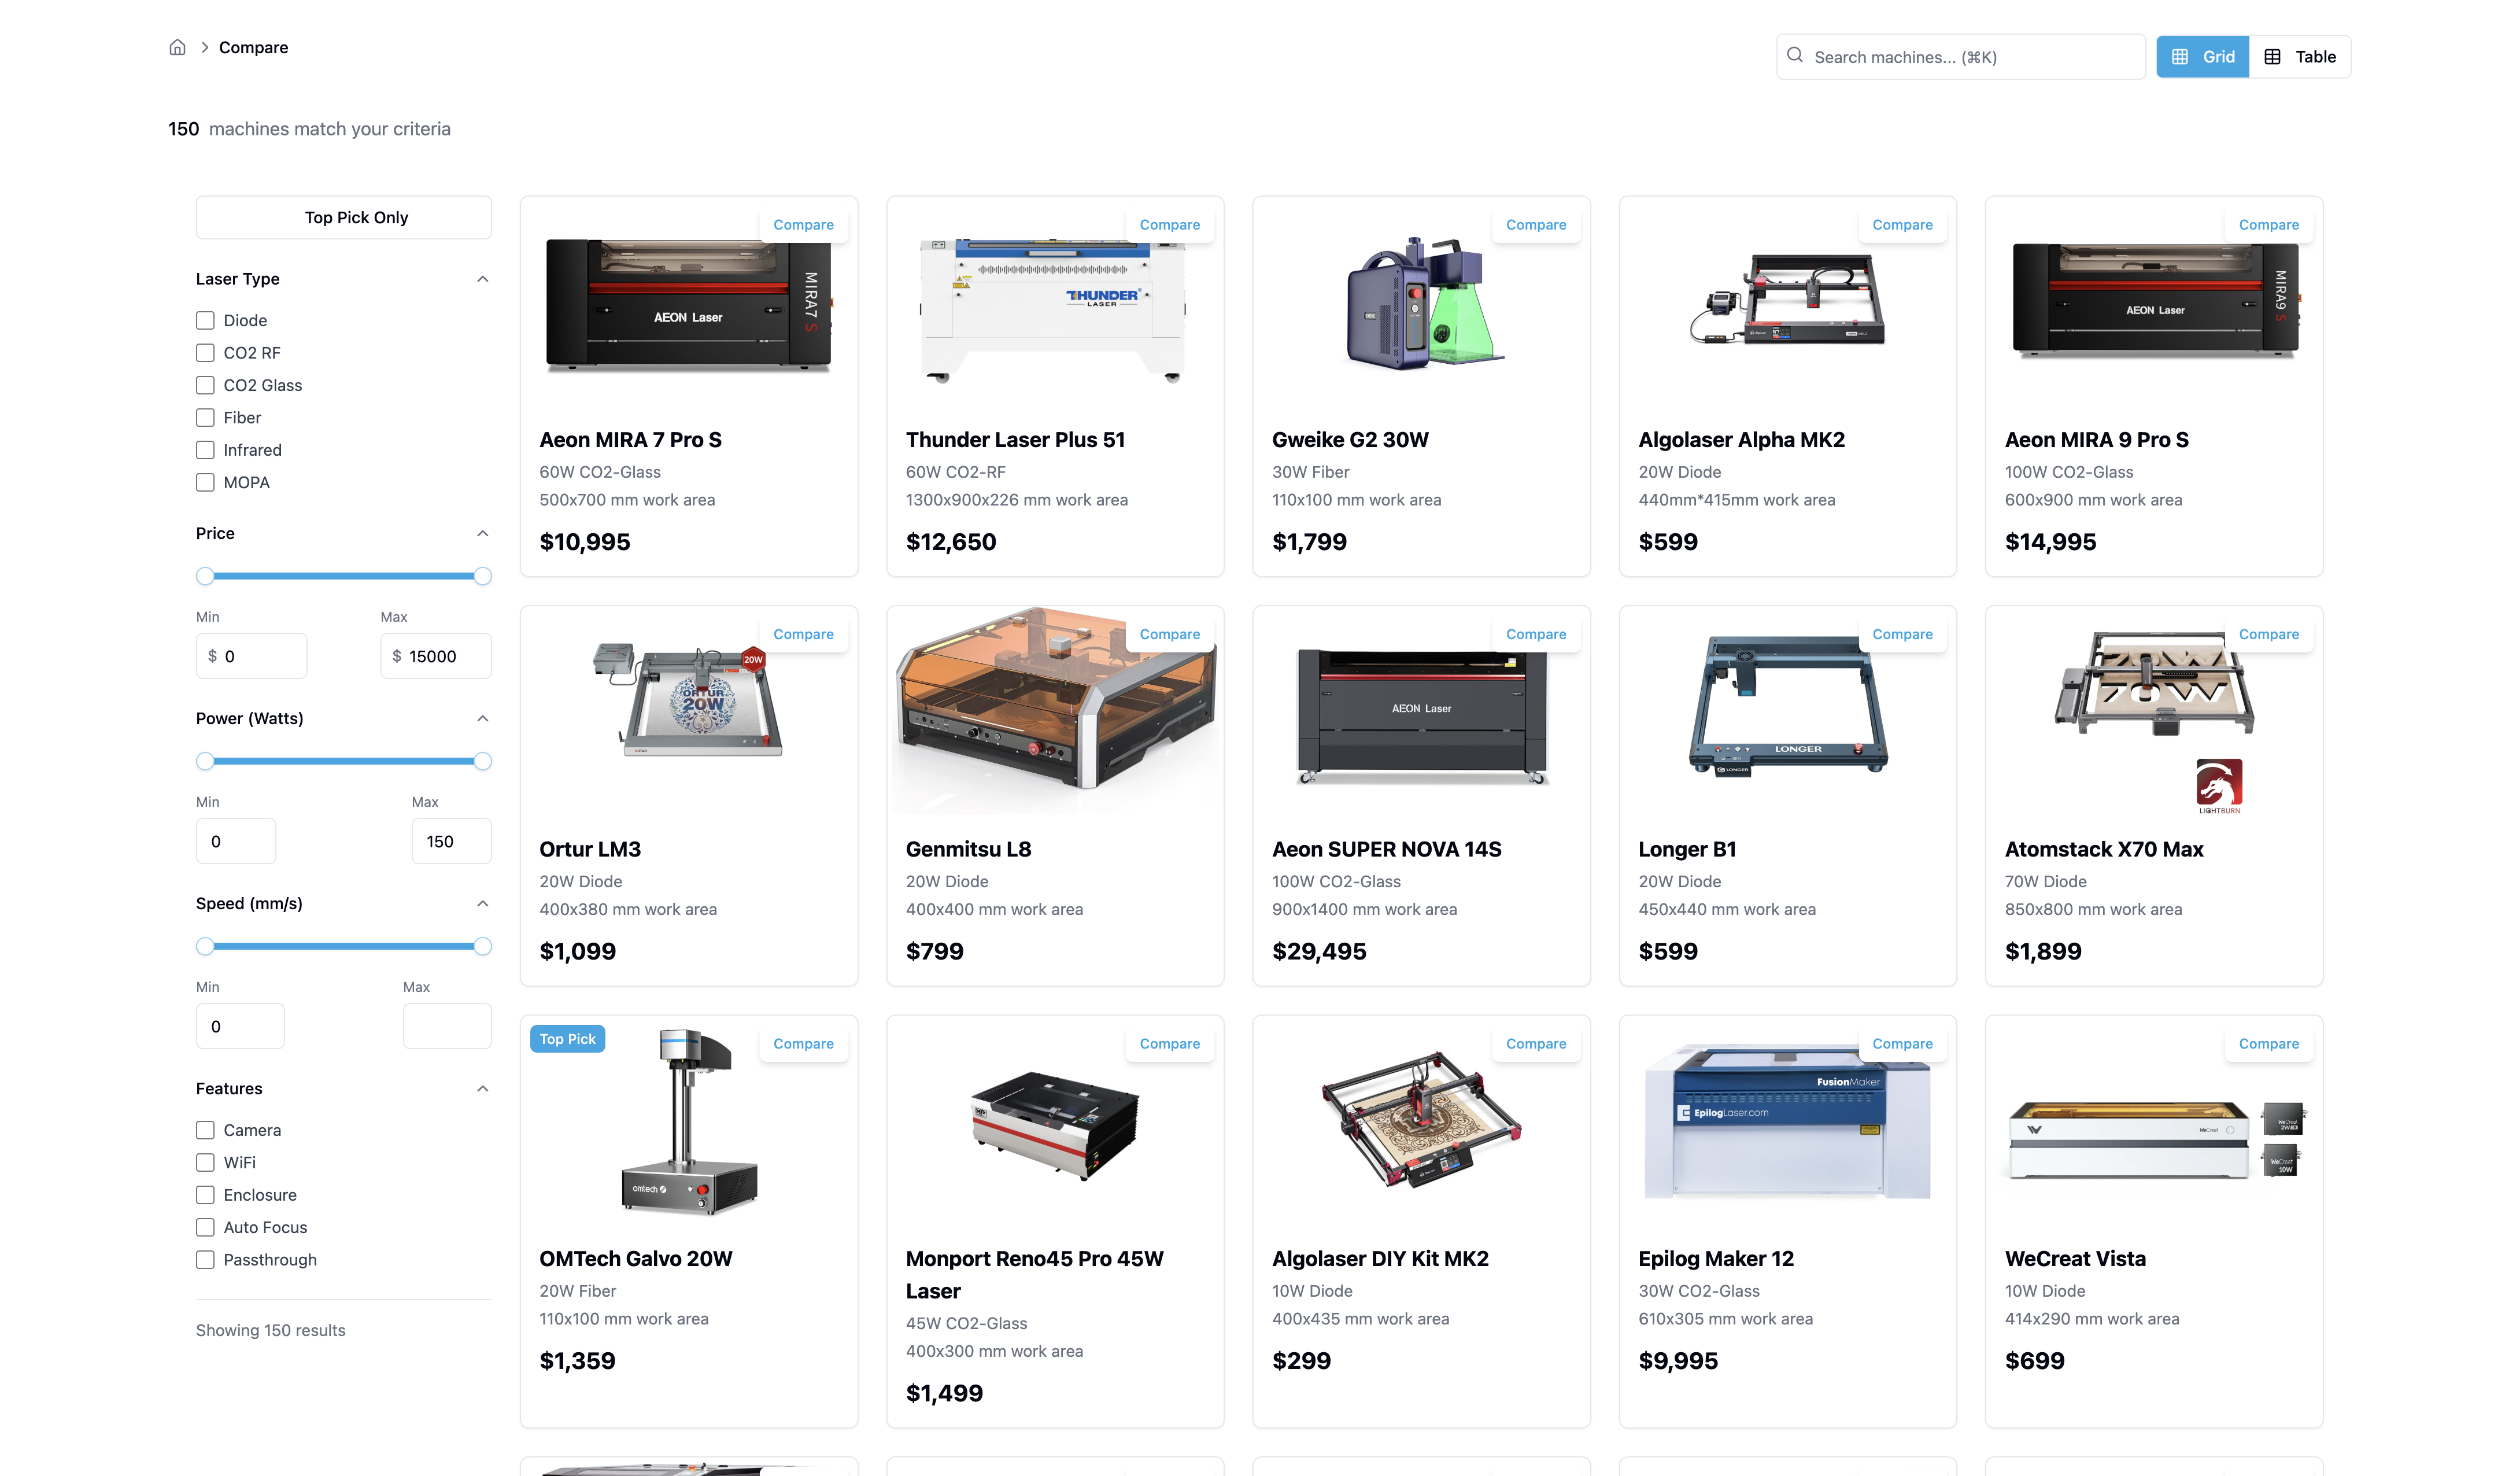 Compare
Search machines... (⌘K)
Grid
Table
150 machines match your criteria
Top Pick Only
Laser Type
Diode
CO2 RF
CO2 Glass
Fiber
Infrared
MOPA
Price
Min
Max
$ 0
$ 15000
Power (Watts)
Min
Max
0
150
Speed (mm/s)
Min
Max
0
Features
Camera
WiFi
Enclosure
Auto Focus
Passthrough
Showing 150 results
Compare
AEON Laser
MIRA7 S
Aeon MIRA 7 Pro S
60W CO2-Glass
500x700 mm work area
$10,995
Compare
THUNDER®
LASER
Thunder Laser Plus 51
60W CO2-RF
1300x900x226 mm work area
$12,650
Compare
Gweike G2 30W
30W Fiber
110x100 mm work area
$1,799
Compare
Algolaser Alpha MK2
20W Diode
440mm*415mm work area
$599
Compare
AEON Laser
MIRA9 S
Aeon MIRA 9 Pro S
100W CO2-Glass
600x900 mm work area
$14,995
Compare
20W
ORTUR
20W
Ortur LM3
20W Diode
400x380 mm work area
$1,099
Compare
Genmitsu L8
20W Diode
400x400 mm work area
$799
Compare
AEON Laser
Aeon SUPER NOVA 14S
100W CO2-Glass
900x1400 mm work area
$29,495
Compare
LONGER
LONGER
Longer B1
20W Diode
450x440 mm work area
$599
Compare
70W
70W
LIGHTBURN
Atomstack X70 Max
70W Diode
850x800 mm work area
$1,899
Top Pick
Compare
omtech
OMTech Galvo 20W
20W Fiber
110x100 mm work area
$1,359
Compare
Monport Reno45 Pro 45W
Laser
45W CO2-Glass
400x300 mm work area
$1,499
Compare
Algolaser DIY Kit MK2
10W Diode
400x435 mm work area
$299
Compare
FusionMaker
EpilogLaser.com
Epilog Maker 12
30W CO2-Glass
610x305 mm work area
$9,995
Compare
WeCreat
WeCreat
2W
WeCreat
10W
WeCreat Vista
10W Diode
414x290 mm work area
$699